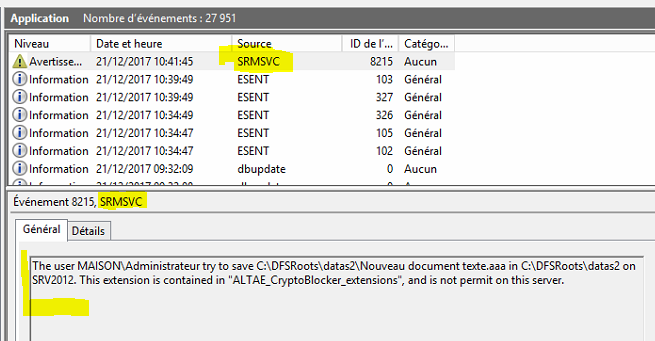 Application Nombre d'événements : 27 951
Niveau Date et heure Source ID de l'... Catégo...
Avertisse... 21/12/2017 10:41:45 SRMSVC 8215 Aucun
Information 21/12/2017 10:39:49 ESENT 103 Général
Information 21/12/2017 10:39:49 ESENT 327 Général
Information 21/12/2017 10:34:49 ESENT 326 Général
Information 21/12/2017 10:34:47 ESENT 105 Général
Information 21/12/2017 10:34:47 ESENT 102 Général
Information 21/12/2017 09:32:09 dbupdate 0 Aucun
Événement 8215, SRMSVC
Général Détails
The user MAISON\Administrateur try to save C:\DFSRoots\datas2\Nouveau document texte.aaa in C:\DFSRoots\datas2 on
SRV2012. This extension is contained in "ALTAE_CryptoBlocker_extensions", and is not permit on this server.